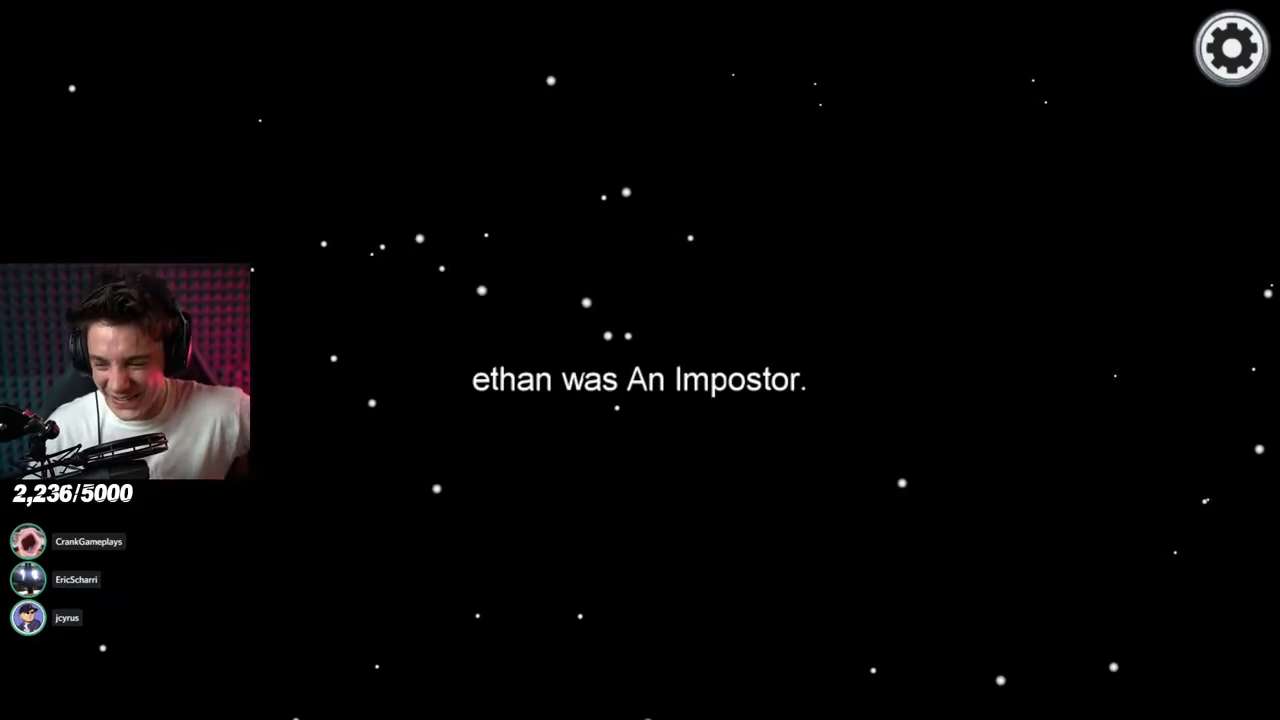 ethan was An Impostor.
2,236/5000
CrankGameplays
EricScharri
jcyrus